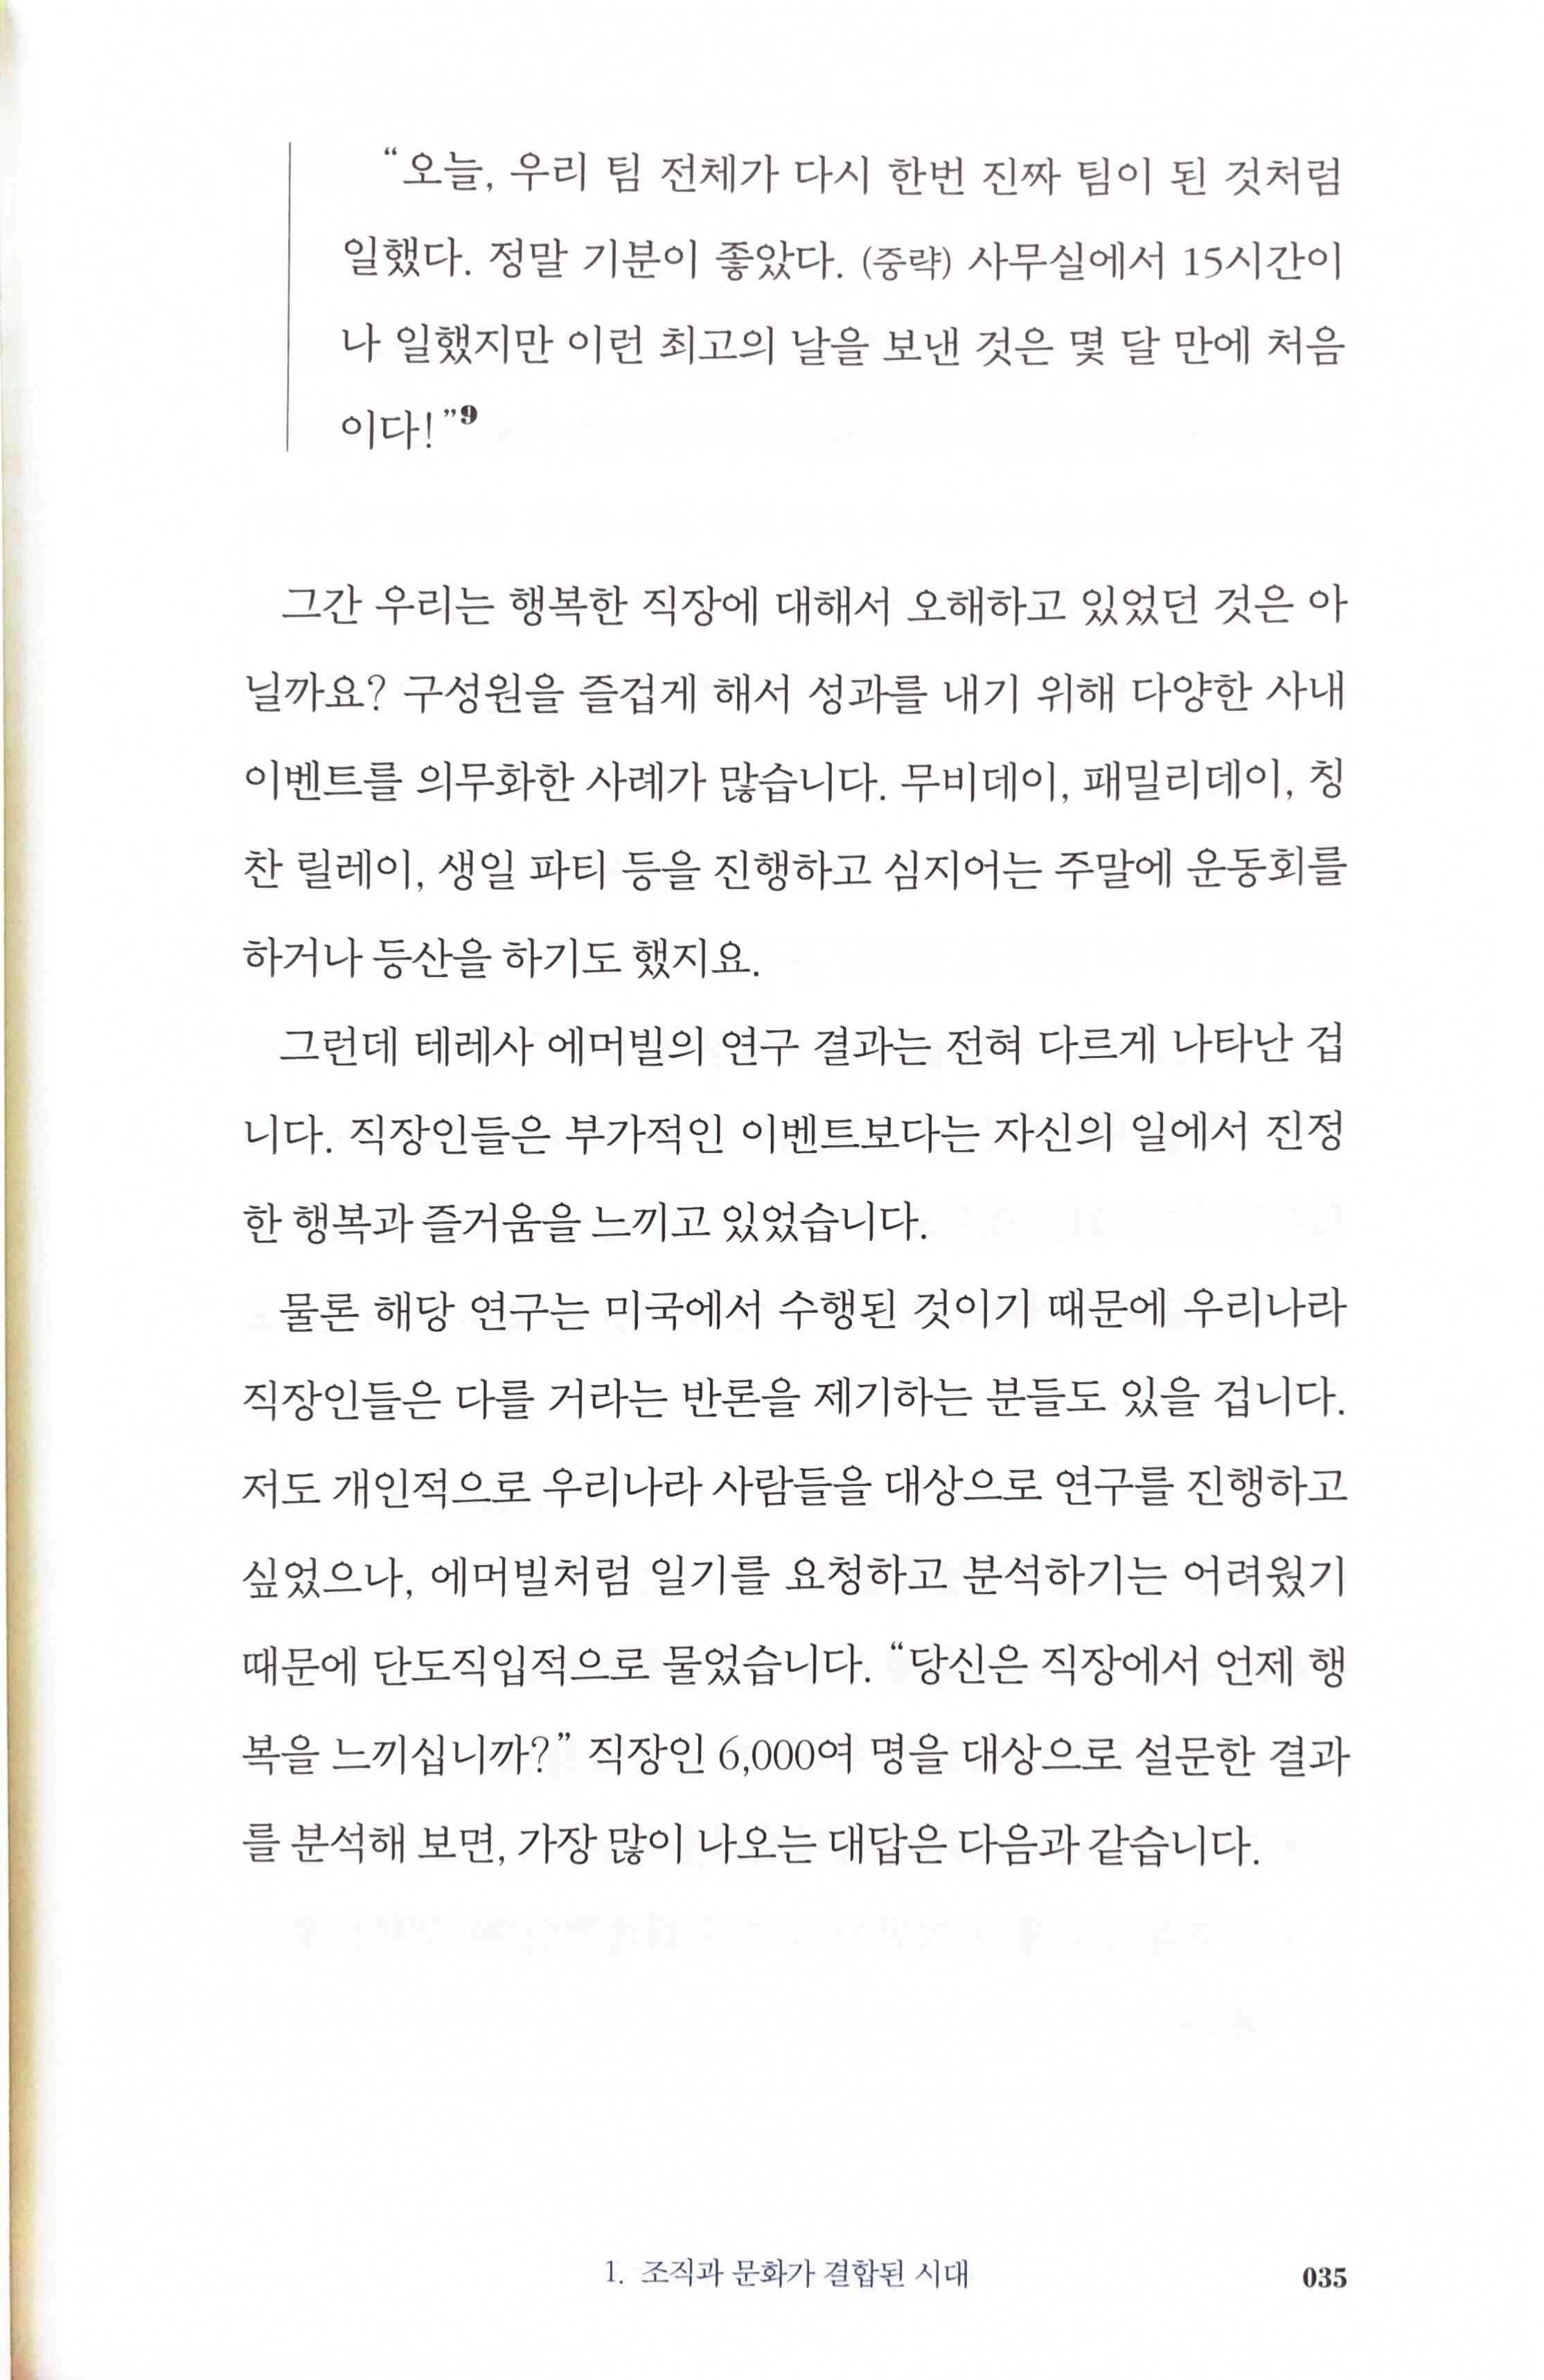 “오늘, 우리 팀 전체가 다시 한번 진짜 팀이 된 것처럼
일했다. 정말 기분이 좋았다. (중략) 사무실에서 15시간이
나 일했지만 이런 최고의 날을 보낸 것은 몇 달 만에 처음
이다!”9
그간 우리는 행복한 직장에 대해서 오해하고 있었던 것은 아
닐까요? 구성원을 즐겁게 해서 성과를 내기 위해 다양한 사내
이벤트를 의무화한 사례가 많습니다. 무비데이, 패밀리데이, 칭
찬 릴레이, 생일 파티 등을 진행하고 심지어는 주말에 운동회를
하거나 등산을 하기도 했지요.
그런데 테레사 에머빌의 연구 결과는 전혀 다르게 나타난 겁
니다. 직장인들은 부가적인 이벤트보다는 자신의 일에서 진정
한 행복과 즐거움을 느끼고 있었습니다.
물론 해당 연구는 미국에서 수행된 것이기 때문에 우리나라
직장인들은 다를 거라는 반론을 제기하는 분들도 있을 겁니다.
저도 개인적으로 우리나라 사람들을 대상으로 연구를 진행하고
싶었으나, 에머빌처럼 일기를 요청하고 분석하기는 어려웠기
때문에 단도직입적으로 물었습니다. “당신은 직장에서 언제 행
복을 느끼십니까?” 직장인 6,000여 명을 대상으로 설문한 결과
를 분석해 보면, 가장 많이 나오는 대답은 다음과 같습니다.
1. 조직과 문화가 결합된 시대
035